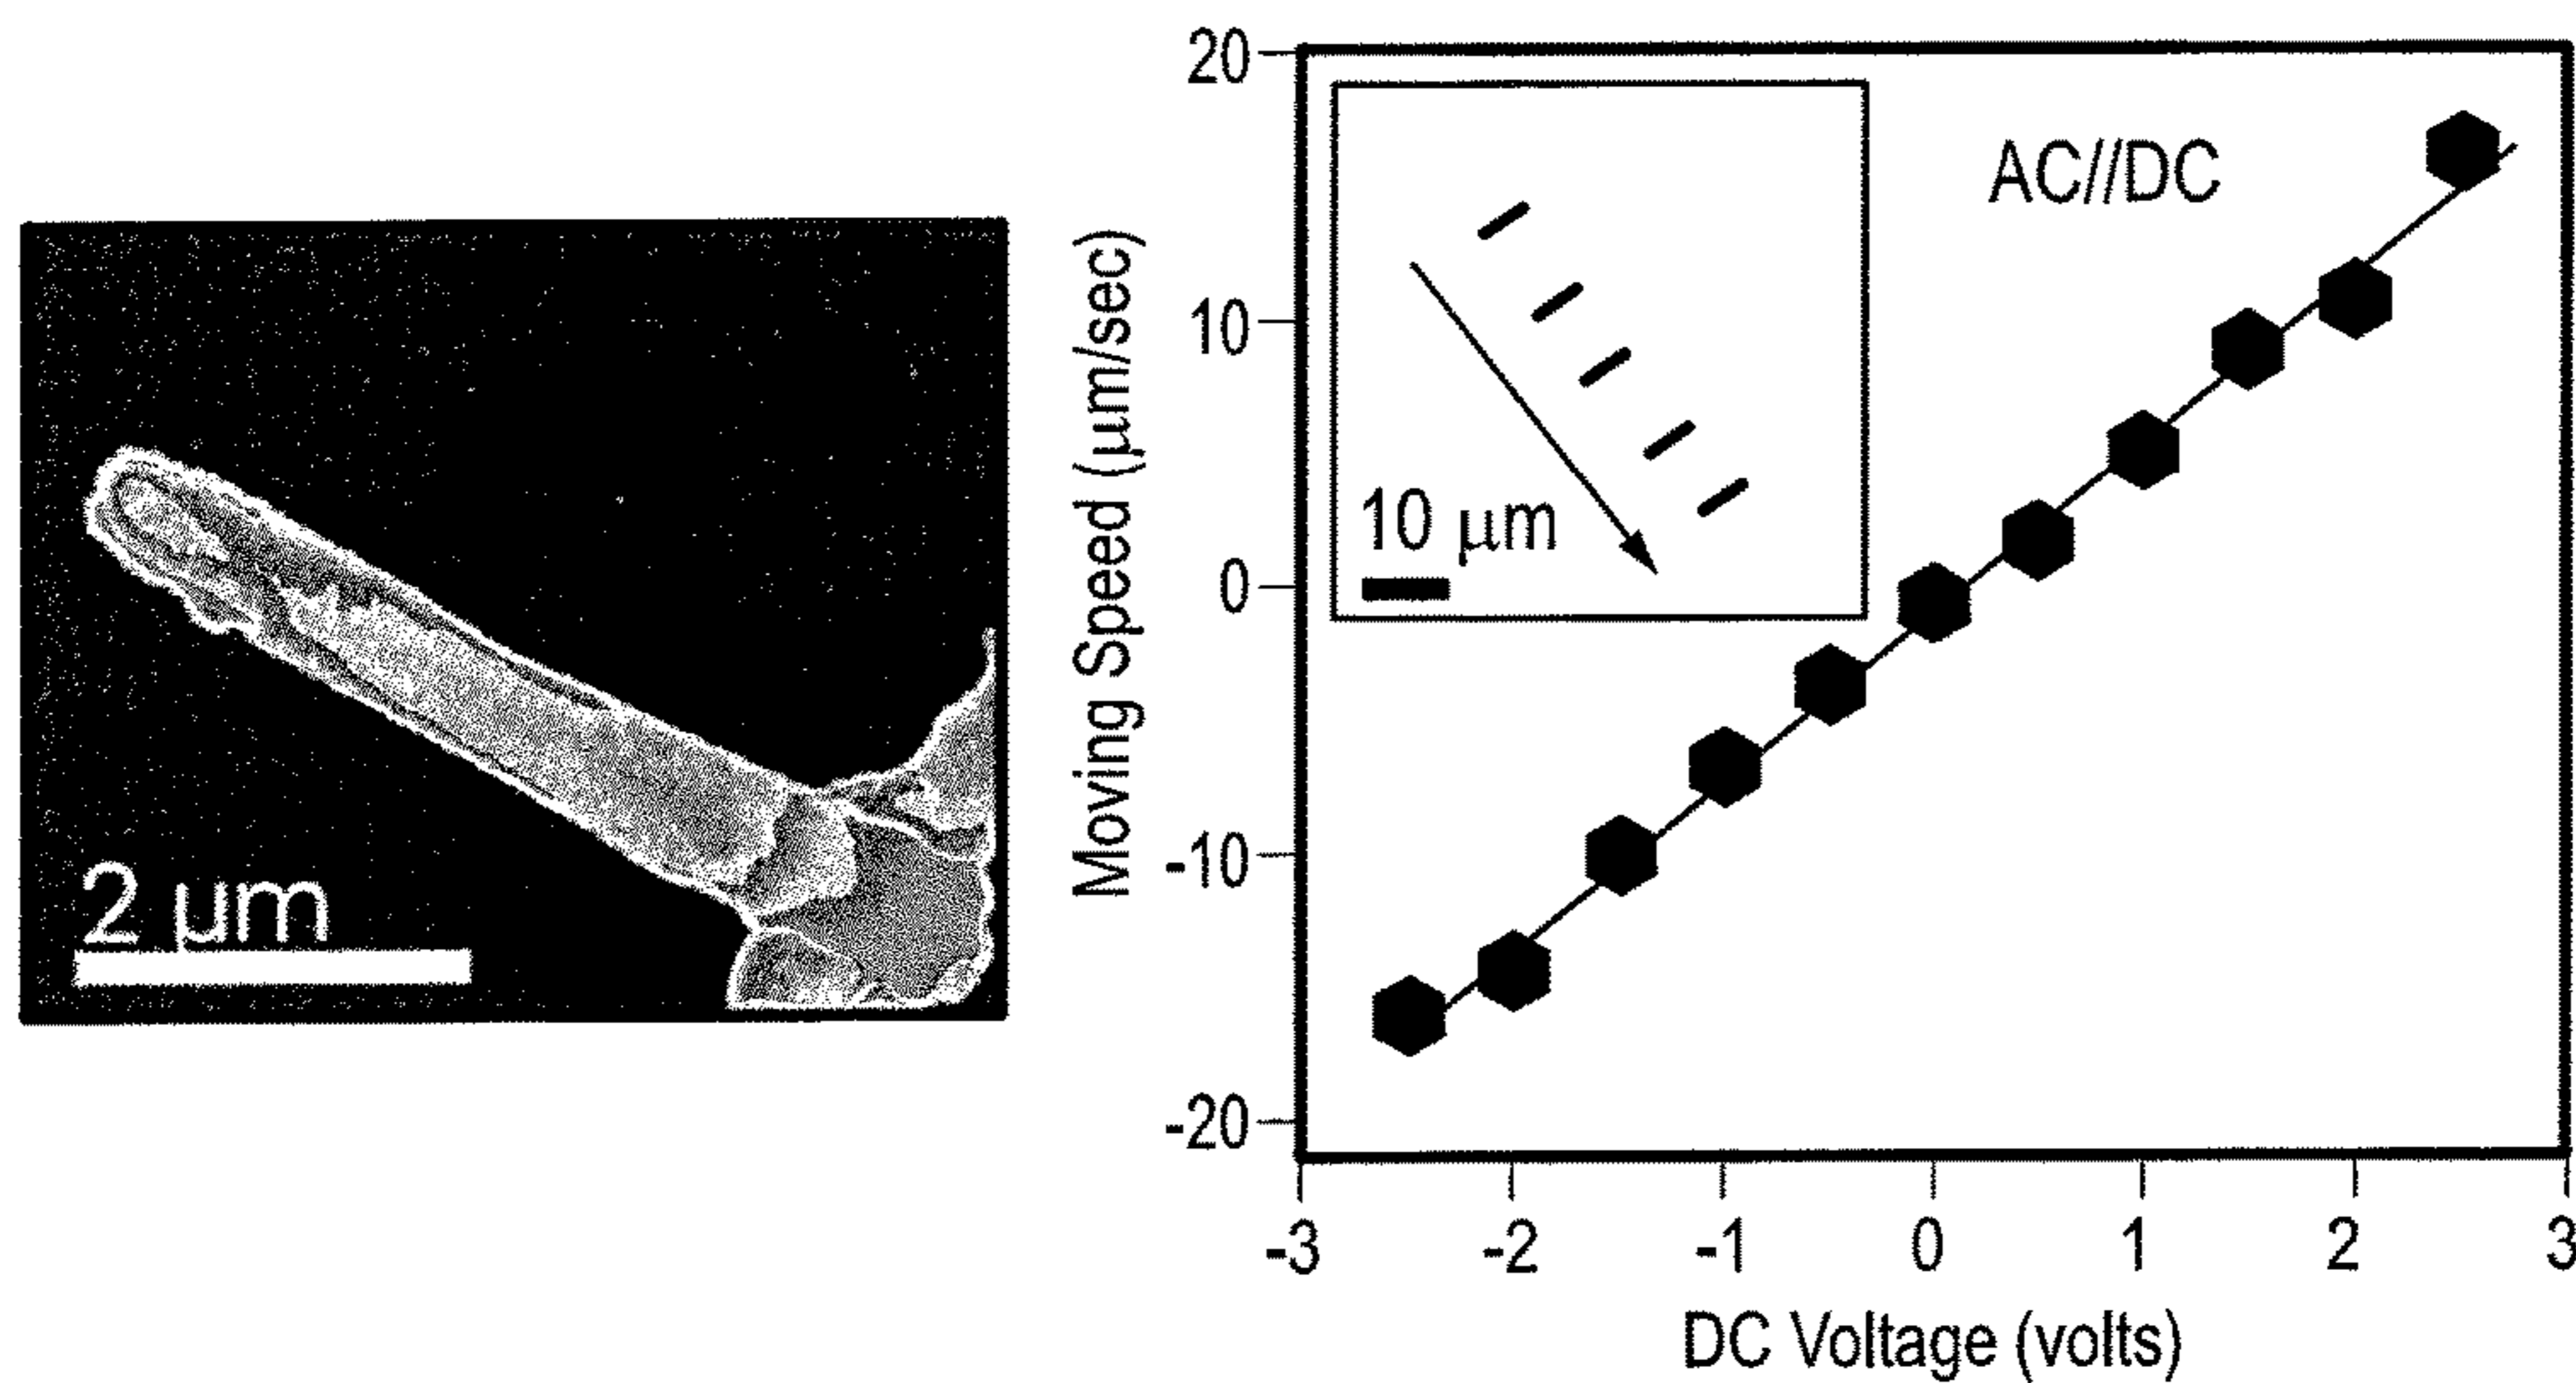 2 µm
Moving Speed (µm/sec)
20
10
0
-10
-20
AC//DC
10 µm
-3
-2
-1
0
1
2
3
DC Voltage (volts)